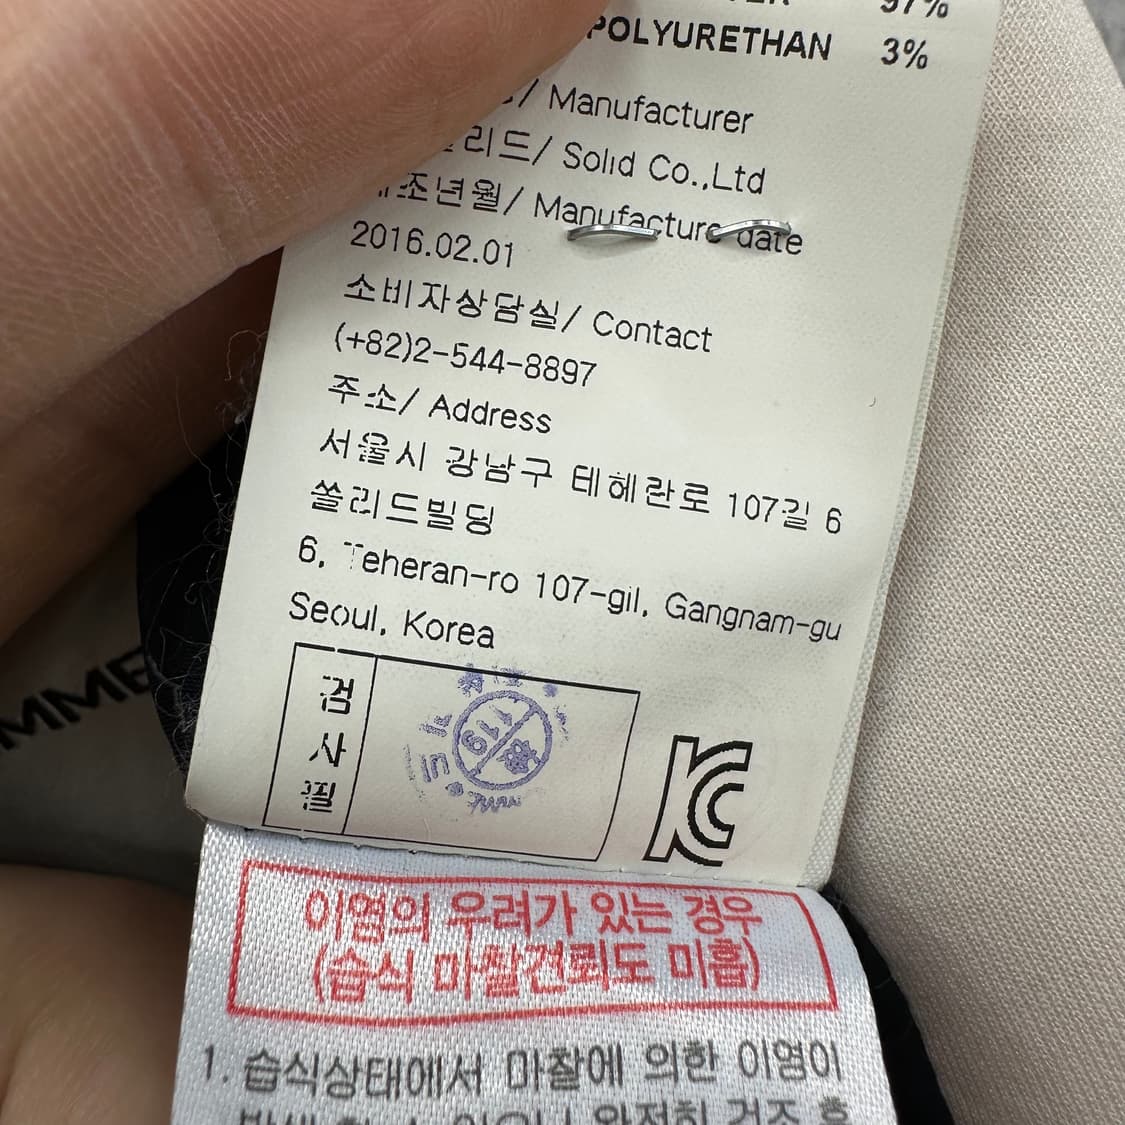 97%
POLYURETHAN 3%
/ Manufacturer
리드/ Solid Co.,Ltd
조년월/ Manufacture date
2016.02.01
소비자상담실/ Contact
(+82)2-544-8897
주소/ Address
서울시 강남구 테헤란로 107길 6
쏠리드빌딩
6, Teheran-ro 107-gil, Gangnam-gu
Seoul, Korea
검사필
119
KC
이염의 우려가 있는 경우
(습식 마찰견뢰도 미흡)
1. 습식상태에서 마찰에 의한 이염이